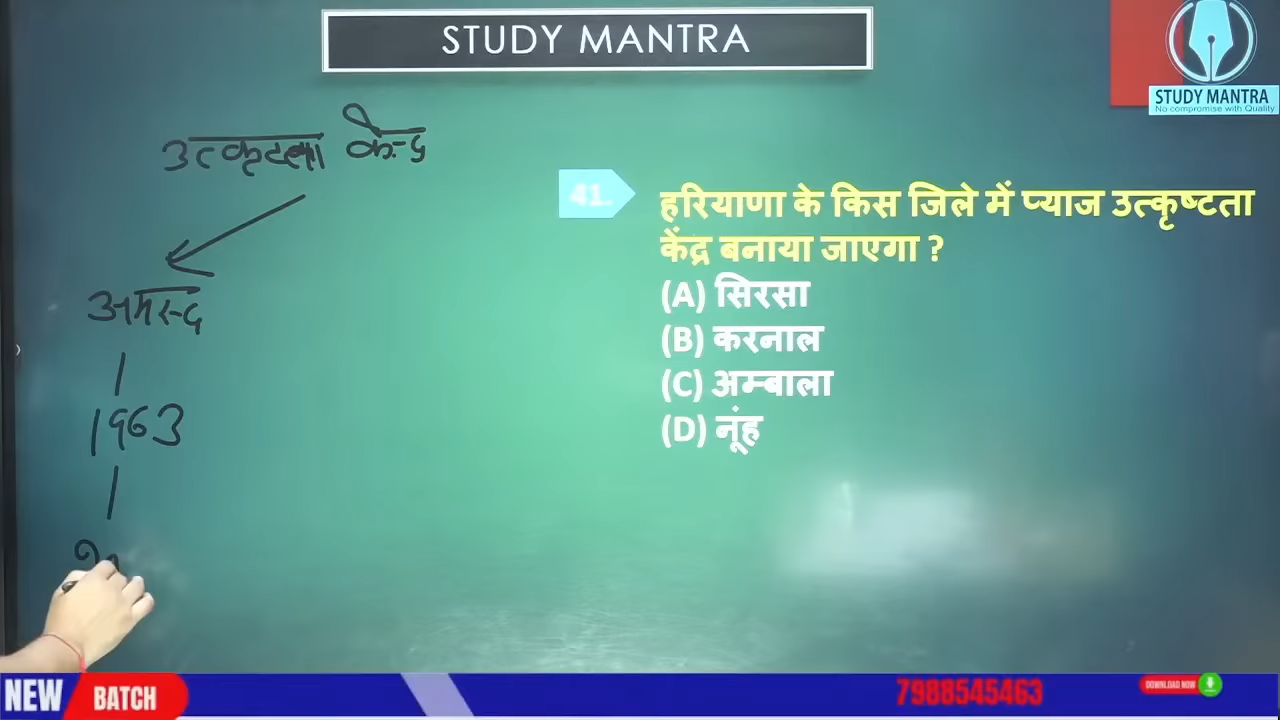 STUDY MANTRA
STUDY MANTRA
No compromise with Quality
उत्कृटता केन्द
41. हरियाणा के किस जिले में प्याज उत्कृष्टता
केंद्र बनाया जाएगा ?
(A) सिरसा
(B) करनाल
(C) अम्बाला
(D) नूंह
अमरुद
1963
NEW BATCH
7988545463
DOWNLOAD NOW